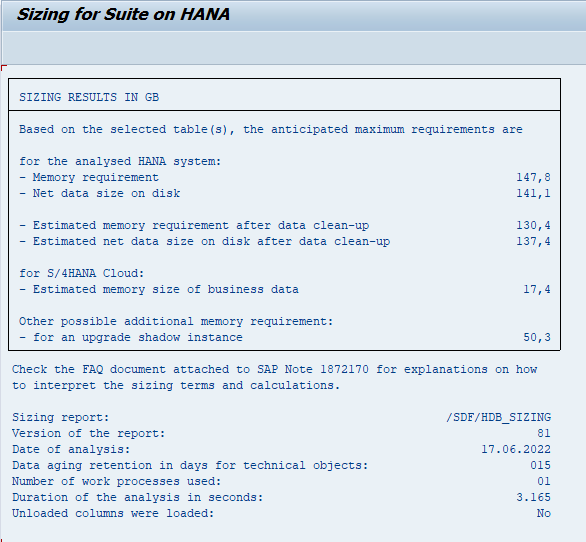 Sizing for Suite on HANA
SIZING RESULTS IN GB
Based on the selected table(s), the anticipated maximum requirements are
for the analysed HANA system:
- Memory requirement 147,8
- Net data size on disk 141,1
- Estimated memory requirement after data clean-up 130,4
- Estimated net data size on disk after data clean-up 137,4
for S/4HANA Cloud:
- Estimated memory size of business data 17,4
Other possible additional memory requirement:
- for an upgrade shadow instance 50,3
Check the FAQ document attached to SAP Note 1872170 for explanations on how
to interpret the sizing terms and calculations.
Sizing report: /SDF/HDB_SIZING
Version of the report: 81
Date of analysis: 17.06.2022
Data aging retention in days for technical objects: 015
Number of work processes used: 01
Duration of the analysis in seconds: 3.165
Unloaded columns were loaded: No